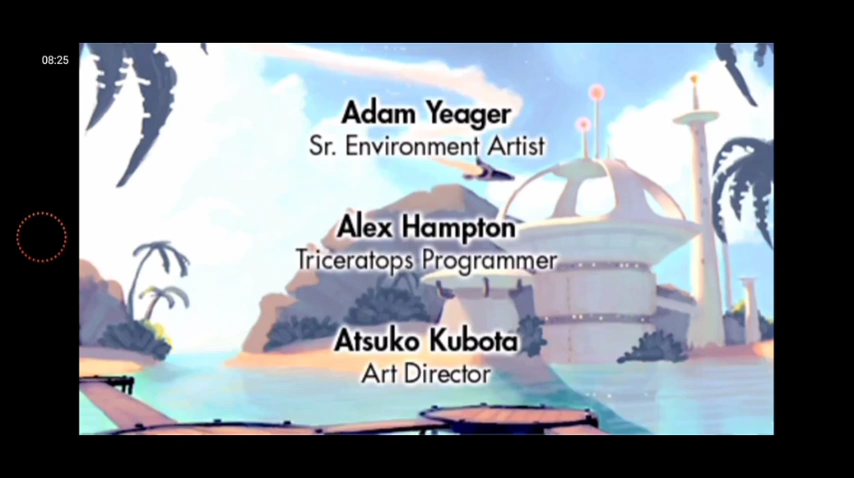 08:25
Adam Yeager
Sr. Environment Artist
Alex Hampton
Triceratops Programmer
Atsuko Kubota
Art Director